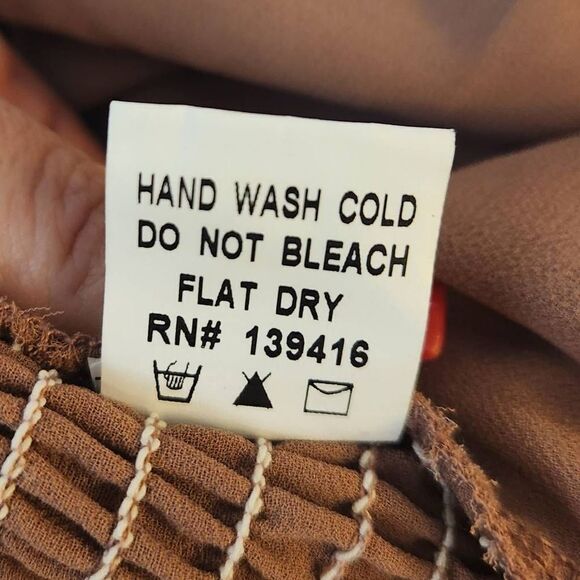 HAND WASH COLD
DO NOT BLEACH
FLAT DRY
RN# 139416